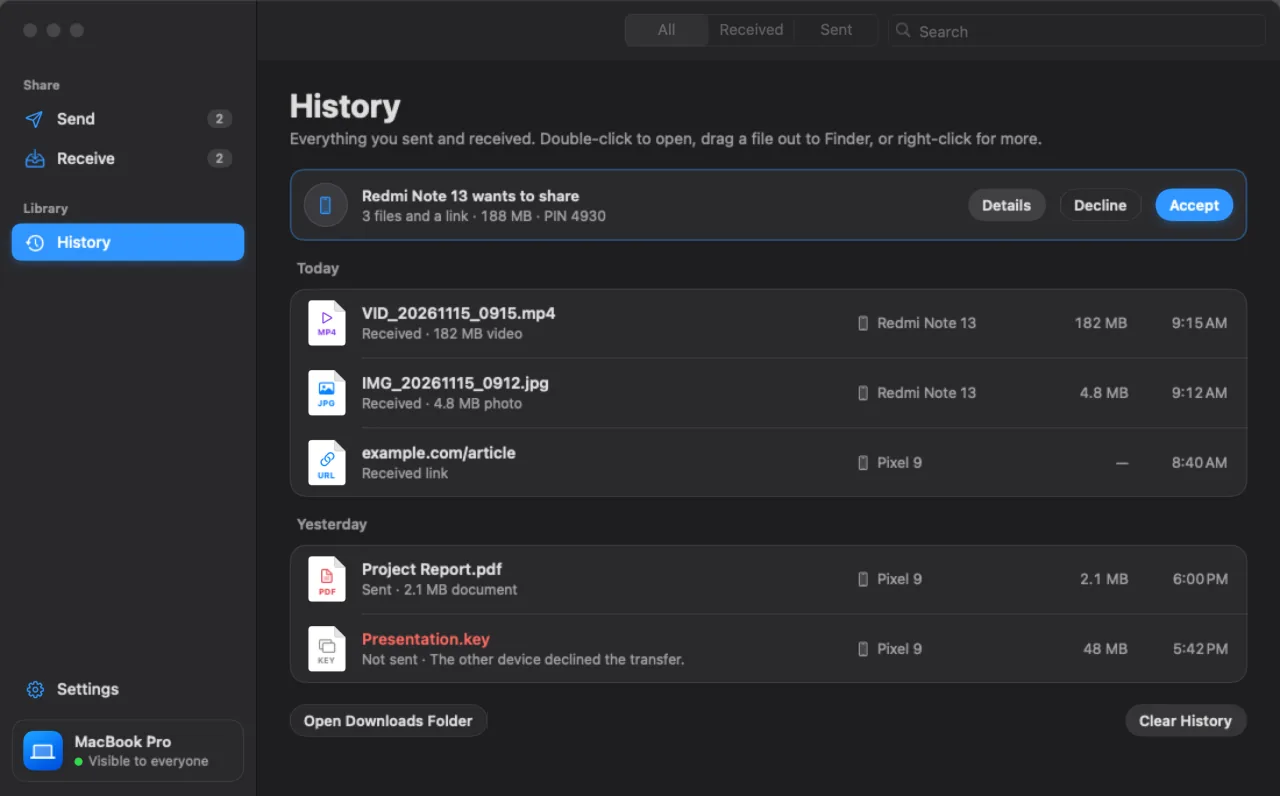 All
Received
Sent
Search
Share
Send 2
Receive 2
Library
History
Settings
MacBook Pro
Visible to everyone
History
Everything you sent and received. Double-click to open, drag a file out to Finder, or right-click for more.
Redmi Note 13 wants to share
3 files and a link · 188 MB · PIN 4930
Details
Decline
Accept
Today
MP4
VID_20261115_0915.mp4
Received · 182 MB video
Redmi Note 13
182 MB
9:15 AM
JPG
IMG_20261115_0912.jpg
Received · 4.8 MB photo
Redmi Note 13
4.8 MB
9:12 AM
URL
example.com/article
Received link
Pixel 9
—
8:40 AM
Yesterday
PDF
Project Report.pdf
Sent · 2.1 MB document
Pixel 9
2.1 MB
6:00 PM
KEY
Presentation.key
Not sent · The other device declined the transfer.
Pixel 9
48 MB
5:42 PM
Open Downloads Folder
Clear History